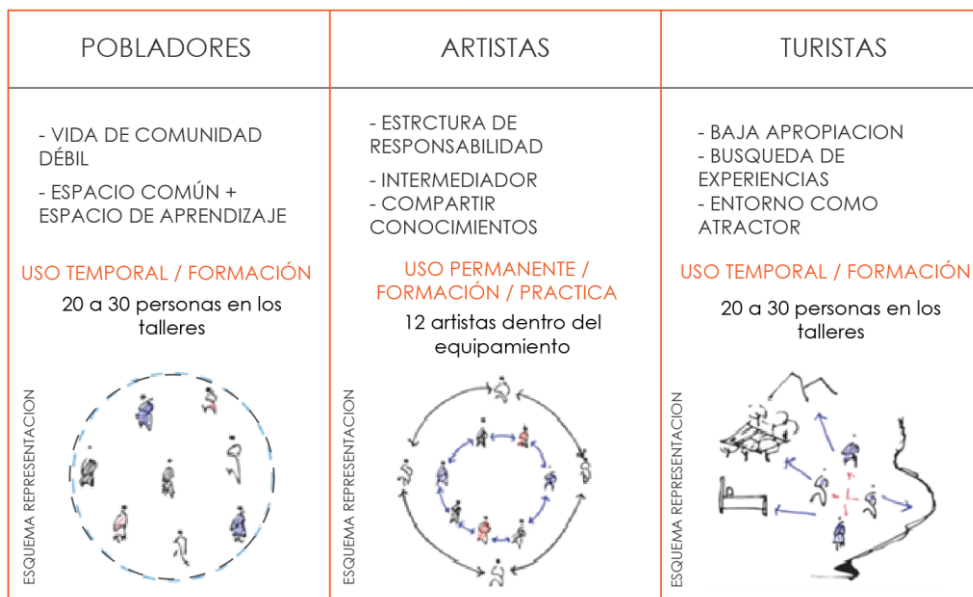 POBLADORES
- VIDA DE COMUNIDAD
DÉBIL
- ESPACIO COMÚN +
ESPACIO DE APRENDIZAJE
USO TEMPORAL / FORMACIÓN
20 a 30 personas en los
talleres
ESQUEMA REPRESENTACION
ARTISTAS
- ESTRCTURA DE
RESPONSABILIDAD
- INTERMEDIADOR
- COMPARTIR
CONOCIMIENTOS
USO PERMANENTE /
FORMACIÓN / PRACTICA
12 artistas dentro del
equipamiento
ESQUEMA REPRESENTACION
TURISTAS
- BAJA APROPIACION
- BUSQUEDA DE
EXPERIENCIAS
- ENTORNO COMO
ATRACTOR
USO TEMPORAL / FORMACIÓN
20 a 30 personas en los
talleres
ESQUEMA REPRESENTACION